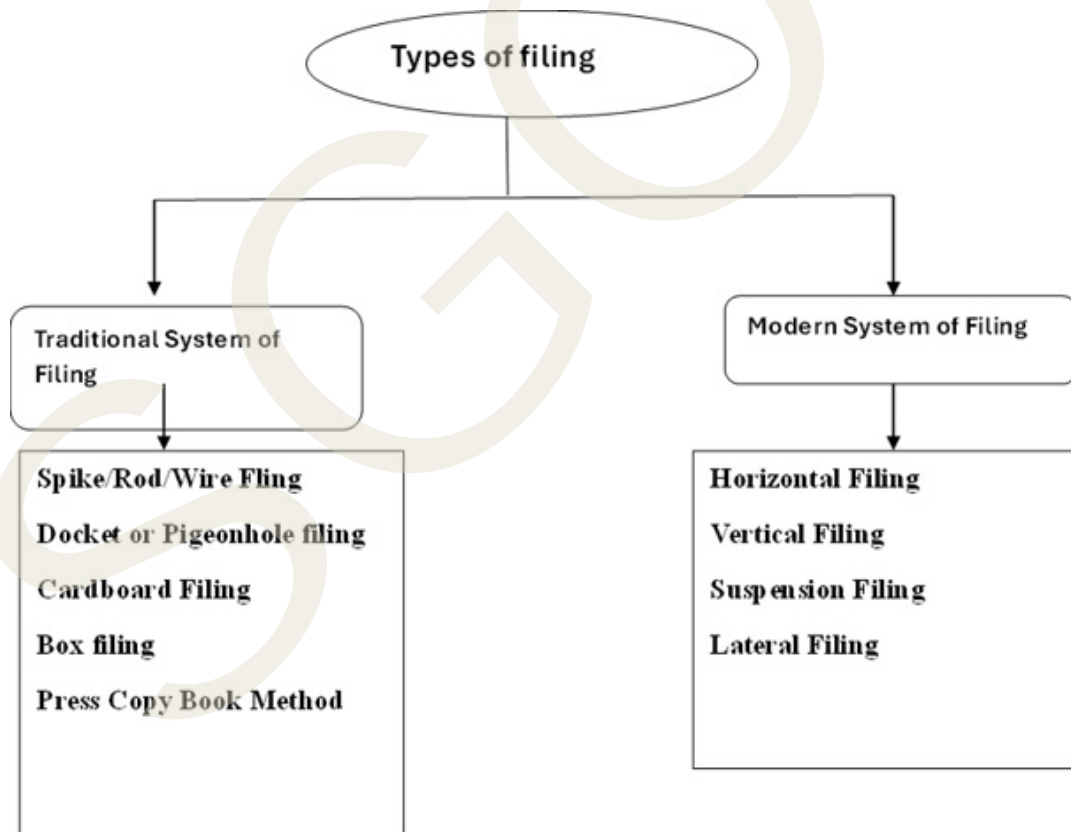 Types of filing
Traditional System of
Filing
Spike/Rod/Wire Fling
Docket or Pigeonhole filing
Cardboard Filing
Box filing
Press Copy Book Method
Modern System of Filing
Horizontal Filing
Vertical Filing
Suspension Filing
Lateral Filing
SGO